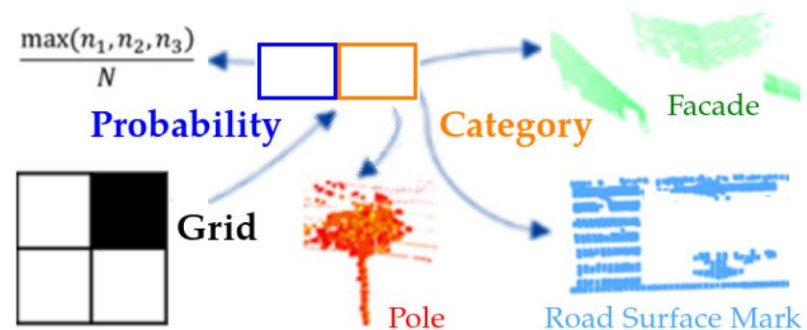 max(n₁, n₂, n₃)
N
Probability
Category
Facade
Grid
Pole
Road Surface Mark